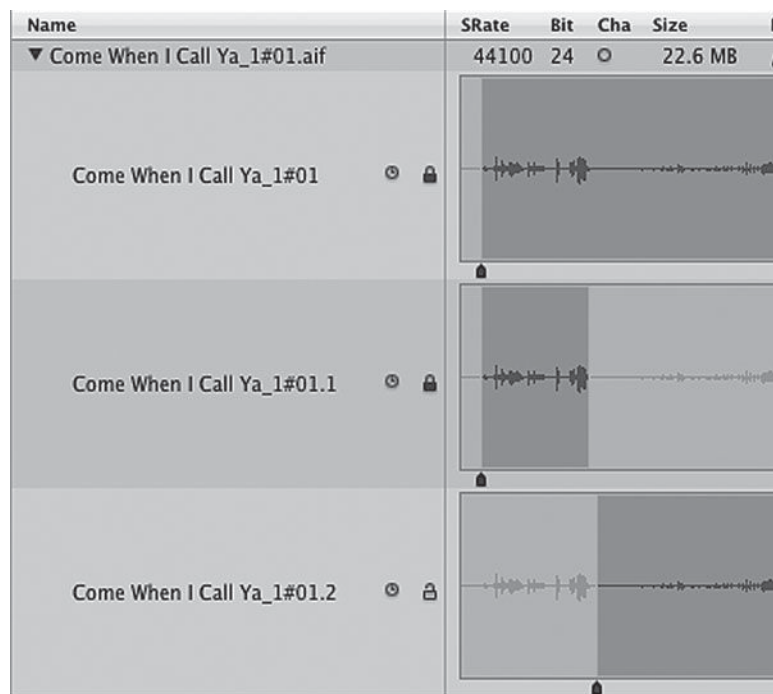 Name SRate Bit Cha Size
Come When I Call Ya_1#01.aif 44100 24 22.6 MB
Come When I Call Ya_1#01
Come When I Call Ya_1#01.1
Come When I Call Ya_1#01.2